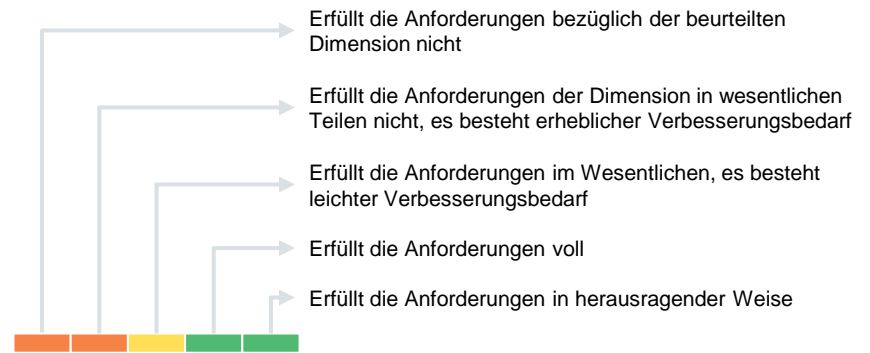 Erfüllt die Anforderungen bezüglich der beurteilten
Dimension nicht
Erfüllt die Anforderungen der Dimension in wesentlichen
Teilen nicht, es besteht erheblicher Verbesserungsbedarf
Erfüllt die Anforderungen im Wesentlichen, es besteht
leichter Verbesserungsbedarf
Erfüllt die Anforderungen voll
Erfüllt die Anforderungen in herausragender Weise